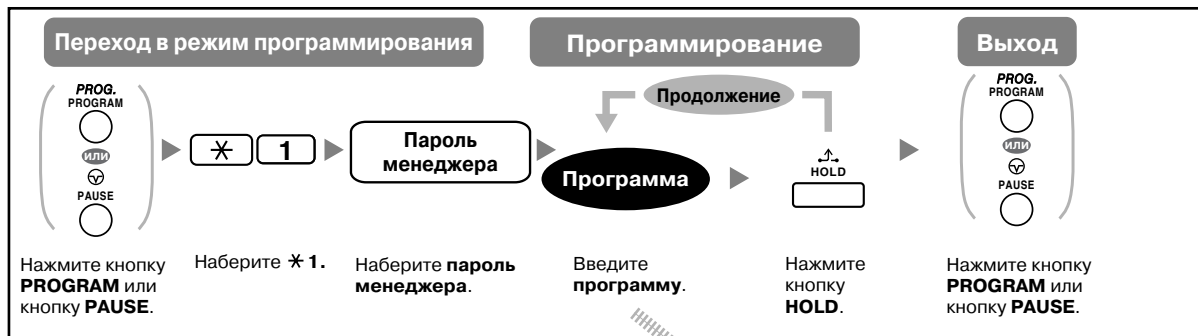 Переход в режим программирования
Программирование
Выход
PROG.
PROGRAM
или
PAUSE
✳ 1
Пароль
менеджера
Продолжение
Программа
HOLD
PROG.
PROGRAM
или
PAUSE
Нажмите кнопку
PROGRAM или
кнопку PAUSE.
Наберите ✳ 1.
Наберите пароль
менеджера.
Введите
программу.
Нажмите
кнопку
HOLD.
Нажмите кнопку
PROGRAM или
кнопку PAUSE.